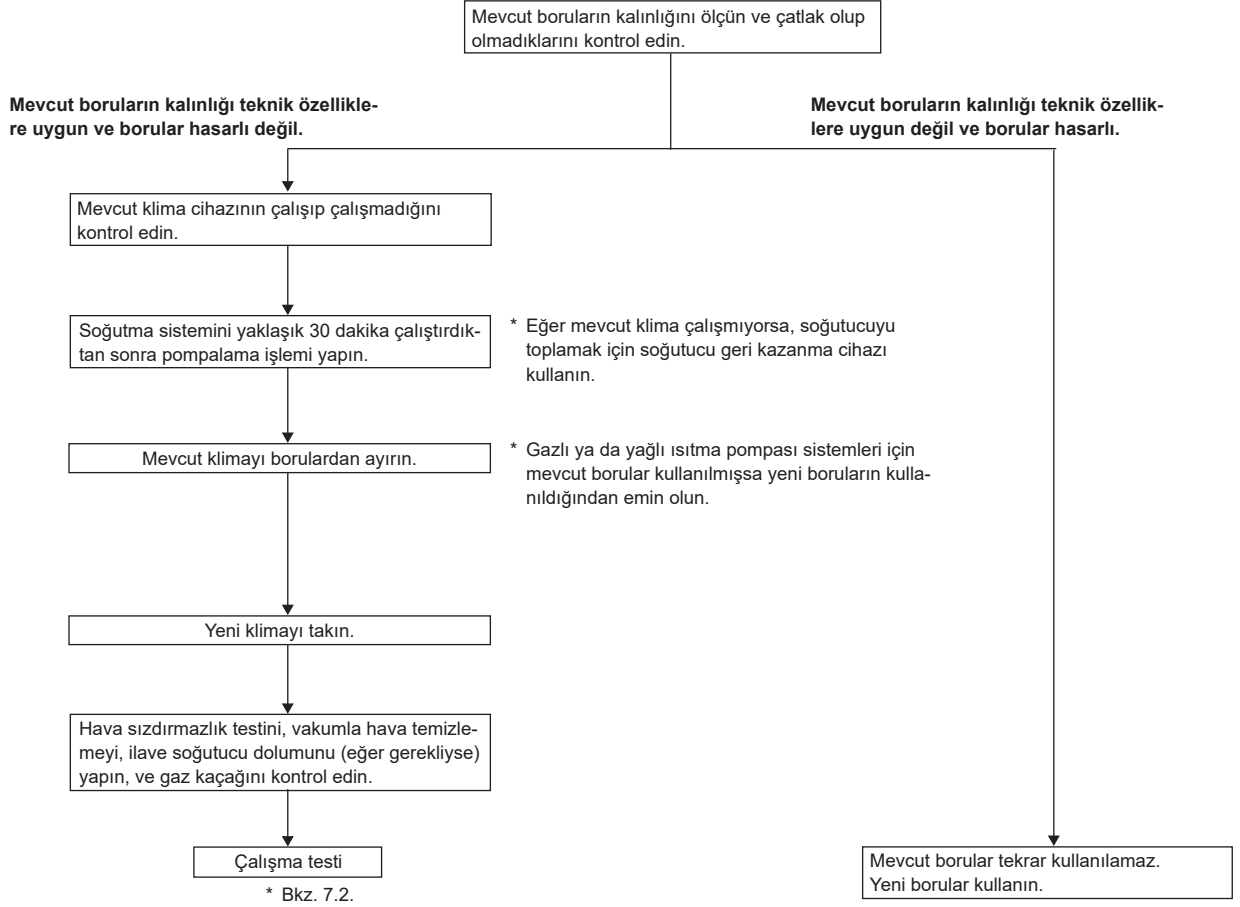 Mevcut boruların kalınlığını ölçün ve çatlak olup
olmadıklarını kontrol edin.
Mevcut boruların kalınlığı teknik özellikle-
re uygun ve borular hasarlı değil.
Mevcut boruların kalınlığı teknik özellik-
lere uygun değil ve borular hasarlı.
Mevcut klima cihazının çalışıp çalışmadığını
kontrol edin.
Soğutma sistemini yaklaşık 30 dakika çalıştırdık-
tan sonra pompalama işlemi yapın.
* Eğer mevcut klima çalışmıyorsa, soğutucuyu
toplamak için soğutucu geri kazanma cihazı
kullanın.
Mevcut klimayı borulardan ayırın.
* Gazlı ya da yağlı ısıtma pompası sistemleri için
mevcut borular kullanılmışsa yeni boruların kulla-
nıldığından emin olun.
Yeni klimayı takın.
Hava sızdırmazlık testini, vakumla hava temizle-
meyi, ilave soğutucu dolumunu (eğer gerekliyse)
yapın, ve gaz kaçağını kontrol edin.
Çalışma testi
* Bkz. 7.2.
Mevcut borular tekrar kullanılamaz.
Yeni borular kullanın.